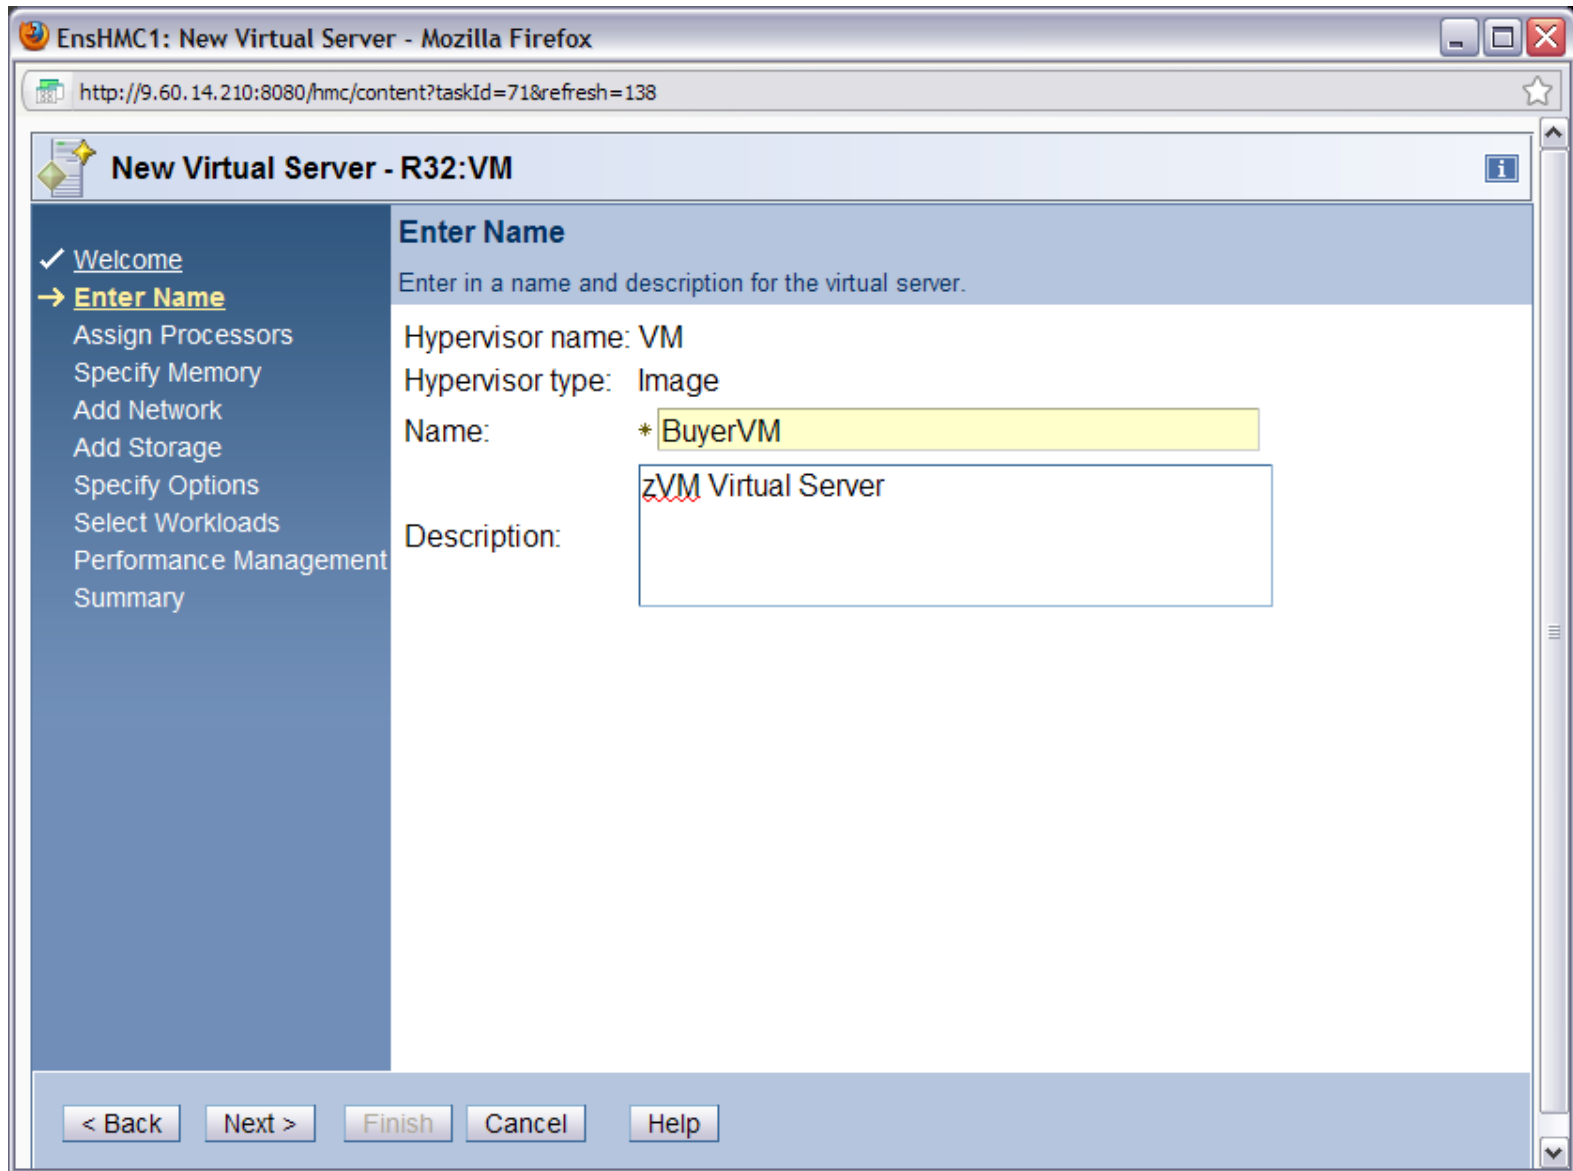 EnsHMC1: New Virtual Server - Mozilla Firefox
http://9.60.14.210:8080/hmc/content?taskId=71&refresh=138
New Virtual Server - R32:VM
i
Welcome
Enter Name
Assign Processors
Specify Memory
Add Network
Add Storage
Specify Options
Select Workloads
Performance Management
Summary
Enter Name
Enter in a name and description for the virtual server.
Hypervisor name: VM
Hypervisor type: Image
Name: * BuyerVM
zVM Virtual Server
Description:
< Back Next > Finish Cancel Help